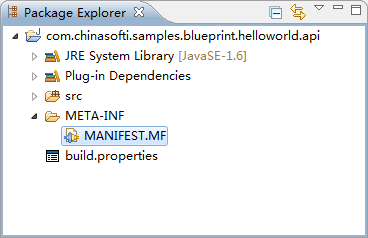 Package Explorer
com.chinasofti.samples.blueprint.helloworld.api
JRE System Library [JavaSE-1.6]
Plug-in Dependencies
src
META-INF
MANIFEST.MF
build.properties